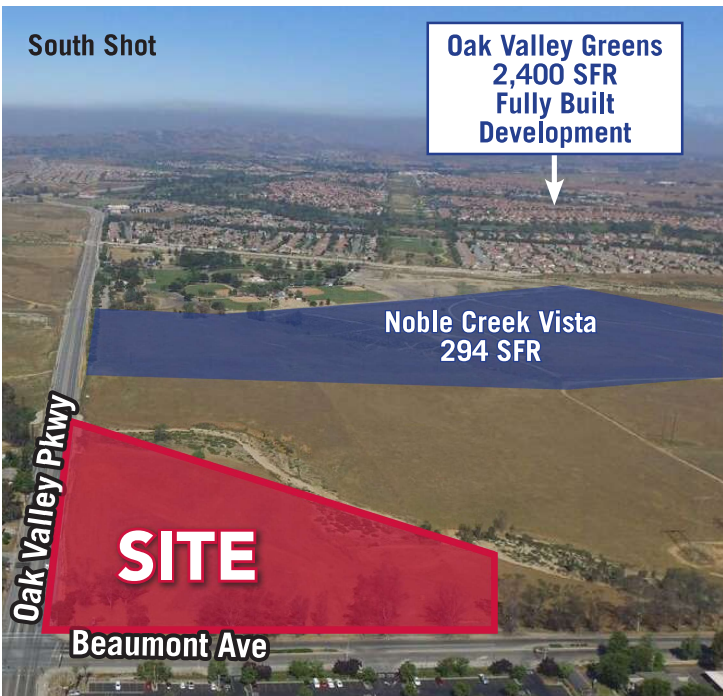 South Shot
Oak Valley Greens
2,400 SFR
Fully Built
Development
Noble Creek Vista
294 SFR
Oak Valley Pkwy
SITE
Beaumont Ave